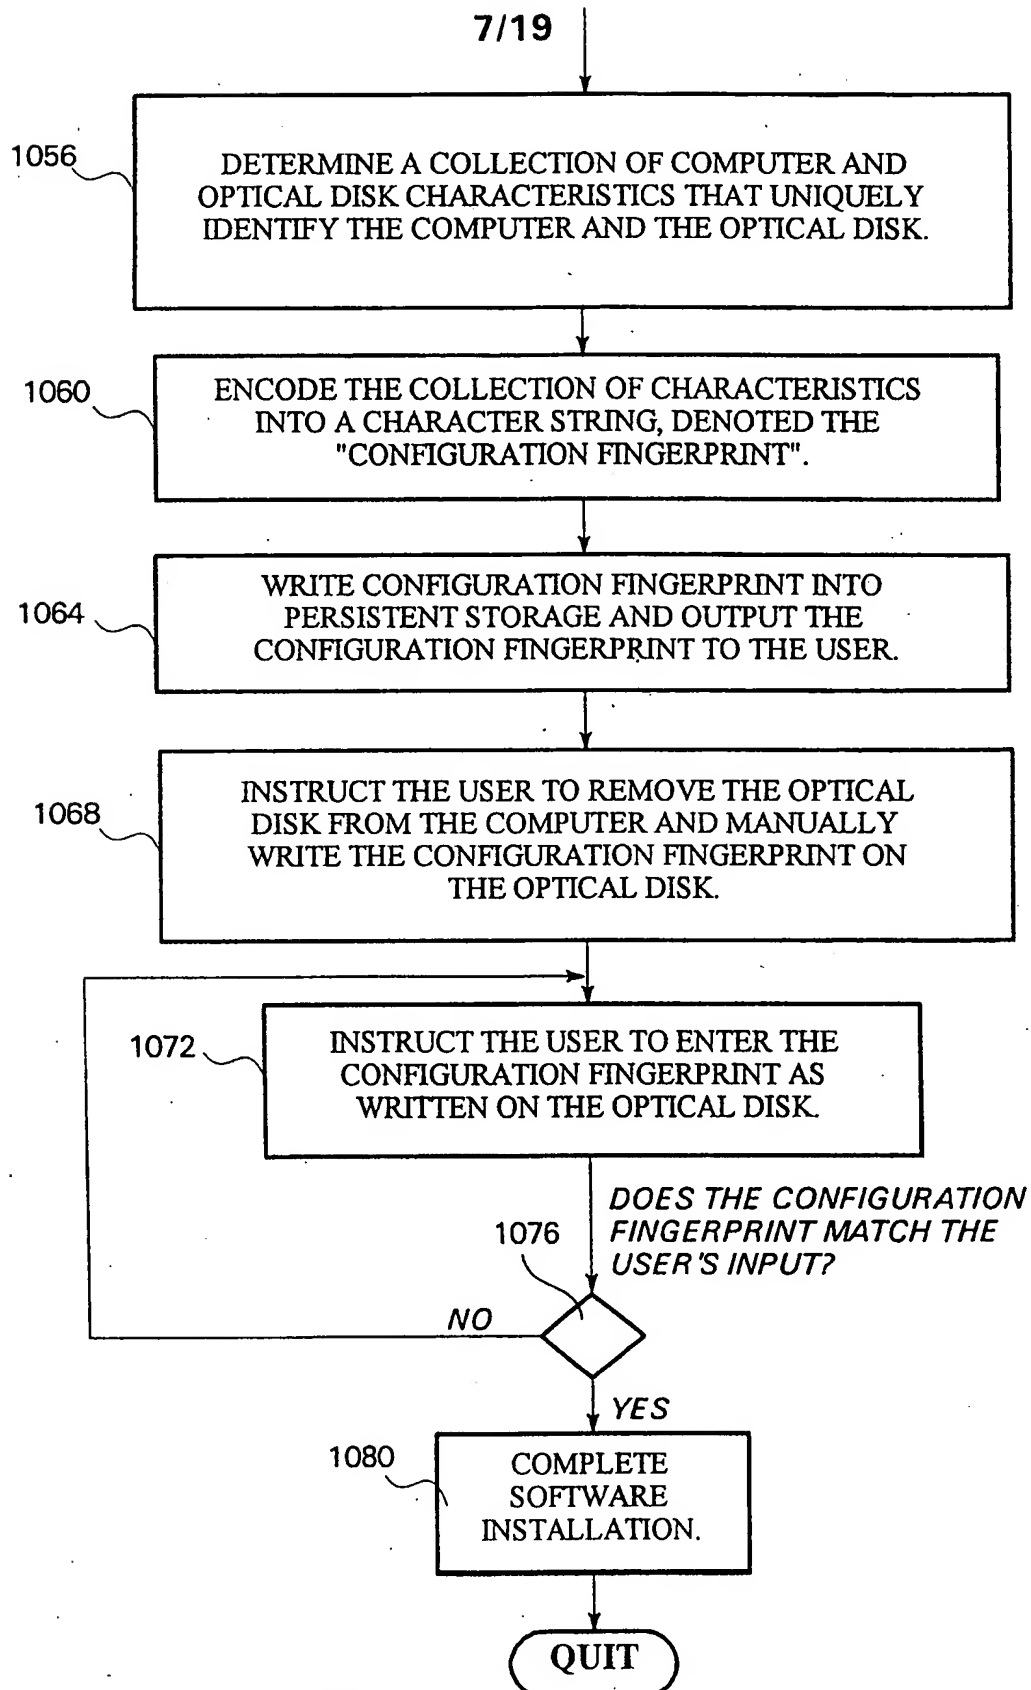 7/19
1056
DETERMINE A COLLECTION OF COMPUTER AND
OPTICAL DISK CHARACTERISTICS THAT UNIQUELY
IDENTIFY THE COMPUTER AND THE OPTICAL DISK.
1060
ENCODE THE COLLECTION OF CHARACTERISTICS
INTO A CHARACTER STRING, DENOTED THE
"CONFIGURATION FINGERPRINT".
1064
WRITE CONFIGURATION FINGERPRINT INTO
PERSISTENT STORAGE AND OUTPUT THE
CONFIGURATION FINGERPRINT TO THE USER.
1068
INSTRUCT THE USER TO REMOVE THE OPTICAL
DISK FROM THE COMPUTER AND MANUALLY
WRITE THE CONFIGURATION FINGERPRINT ON
THE OPTICAL DISK.
1072
INSTRUCT THE USER TO ENTER THE
CONFIGURATION FINGERPRINT AS
WRITTEN ON THE OPTICAL DISK.
DOES THE CONFIGURATION
FINGERPRINT MATCH THE
USER'S INPUT?
1076
NO
YES
1080
COMPLETE
SOFTWARE
INSTALLATION.
QUIT